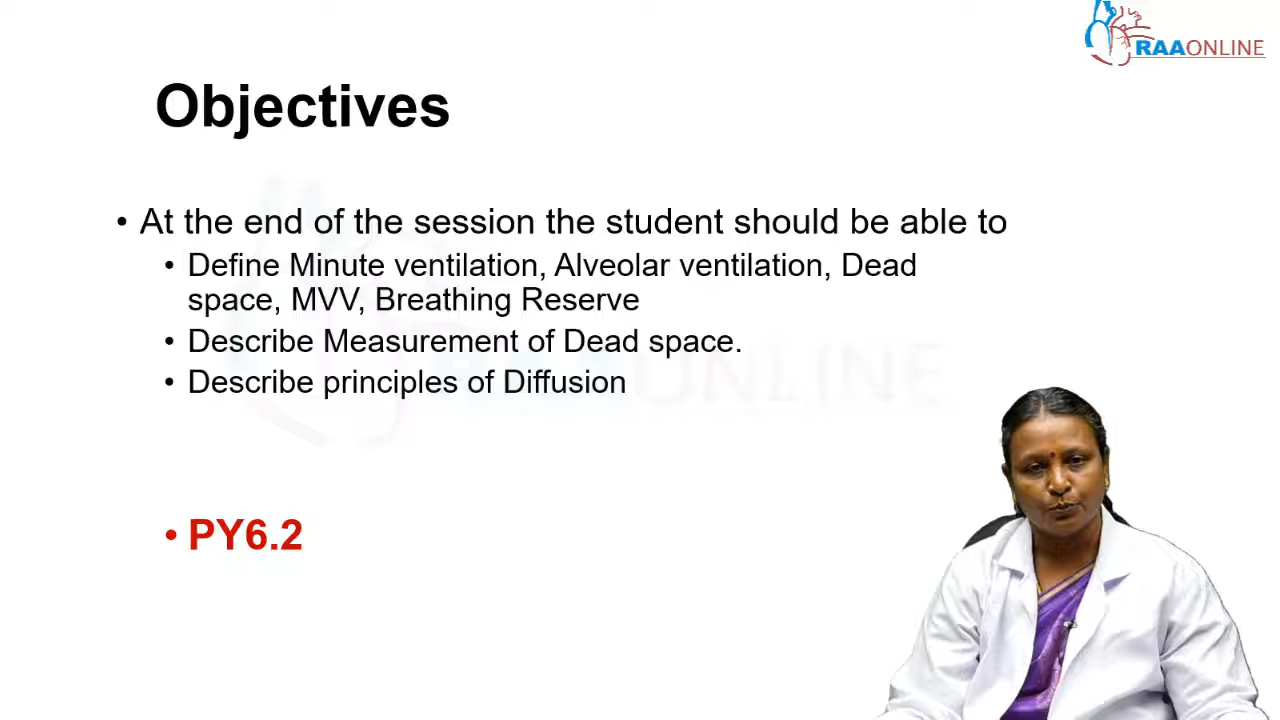 RAAONLINE
Objectives
• At the end of the session the student should be able to
• Define Minute ventilation, Alveolar ventilation, Dead
space, MVV, Breathing Reserve
• Describe Measurement of Dead space.
• Describe principles of Diffusion
• PY6.2